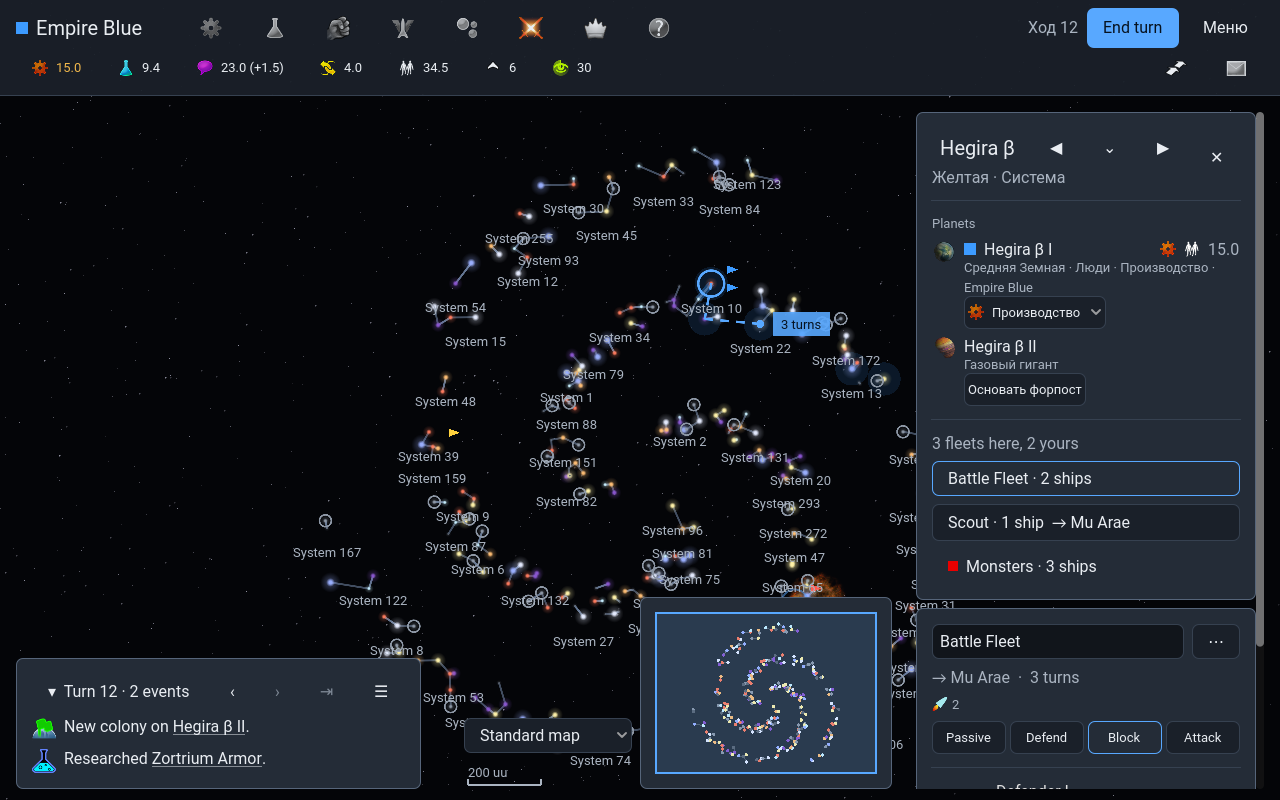 Empire Blue
Ход 12
End turn
Меню
15.0
9.4
23.0 (+1.5)
4.0
34.5
6
30
System 123
System 33
System 30
System 84
System 45
System 255
System 93
System 12
System 54
System 10
3 turns
System 34
System 15
System 22
System 172
System 79
System 13
System 1
System 48
System 88
System 2
System 39
System 131
System 151
System 159
System 20
System 82
System 293
System 9
System 96
System 272
System 87
System 167
System 81
System 47
System 6
System 75
System 65
System 122
System 132
System 31
System 27
System 8
System 53
System 74
Hegira β
Желтая · Система
Planets
Hegira β I
15.0
Средняя Земная · Люди · Производство ·
Empire Blue
Производство
Hegira β II
Газовый гигант
Основать форпост
3 fleets here, 2 yours
Battle Fleet · 2 ships
Scout · 1 ship → Mu Arae
Monsters · 3 ships
Battle Fleet
...
→ Mu Arae · 3 turns
2
Passive
Defend
Block
Attack
Turn 12 · 2 events
New colony on Hegira β II.
Researched Zortrium Armor.
Standard map
200 uu